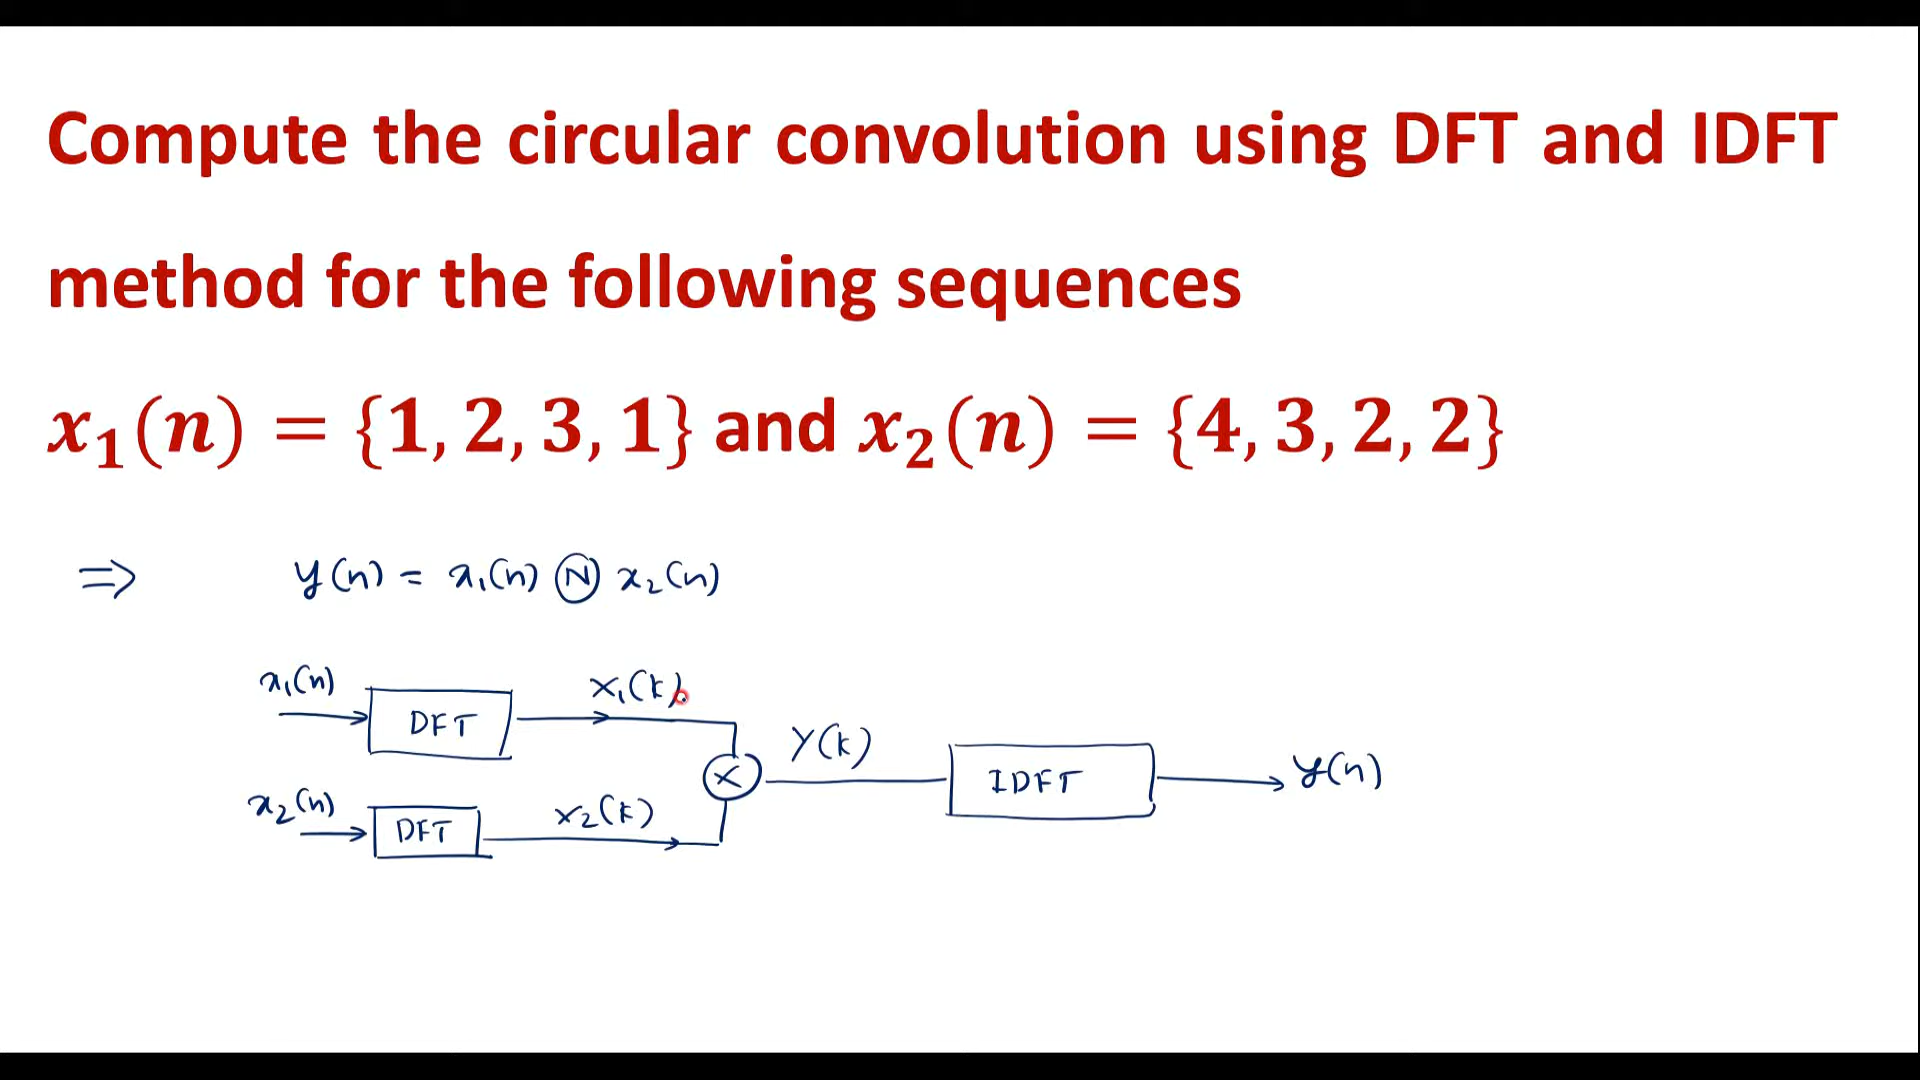 Compute the circular convolution using DFT and IDFT
method for the following sequences
x₁(n) = {1, 2, 3, 1} and x₂(n) = {4, 3, 2, 2}
⇒ y(n) = x₁(n) Ⓝ x₂(n)
x₁(n)
DFT
X₁(k)
Y(k)
IDFT
y(n)
x₂(n)
DFT
X₂(k)